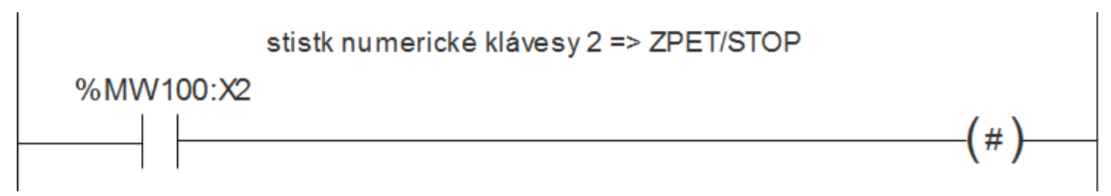 stistk numerické klávesy 2 => ZPET/STOP
%MW100:X2
(#)